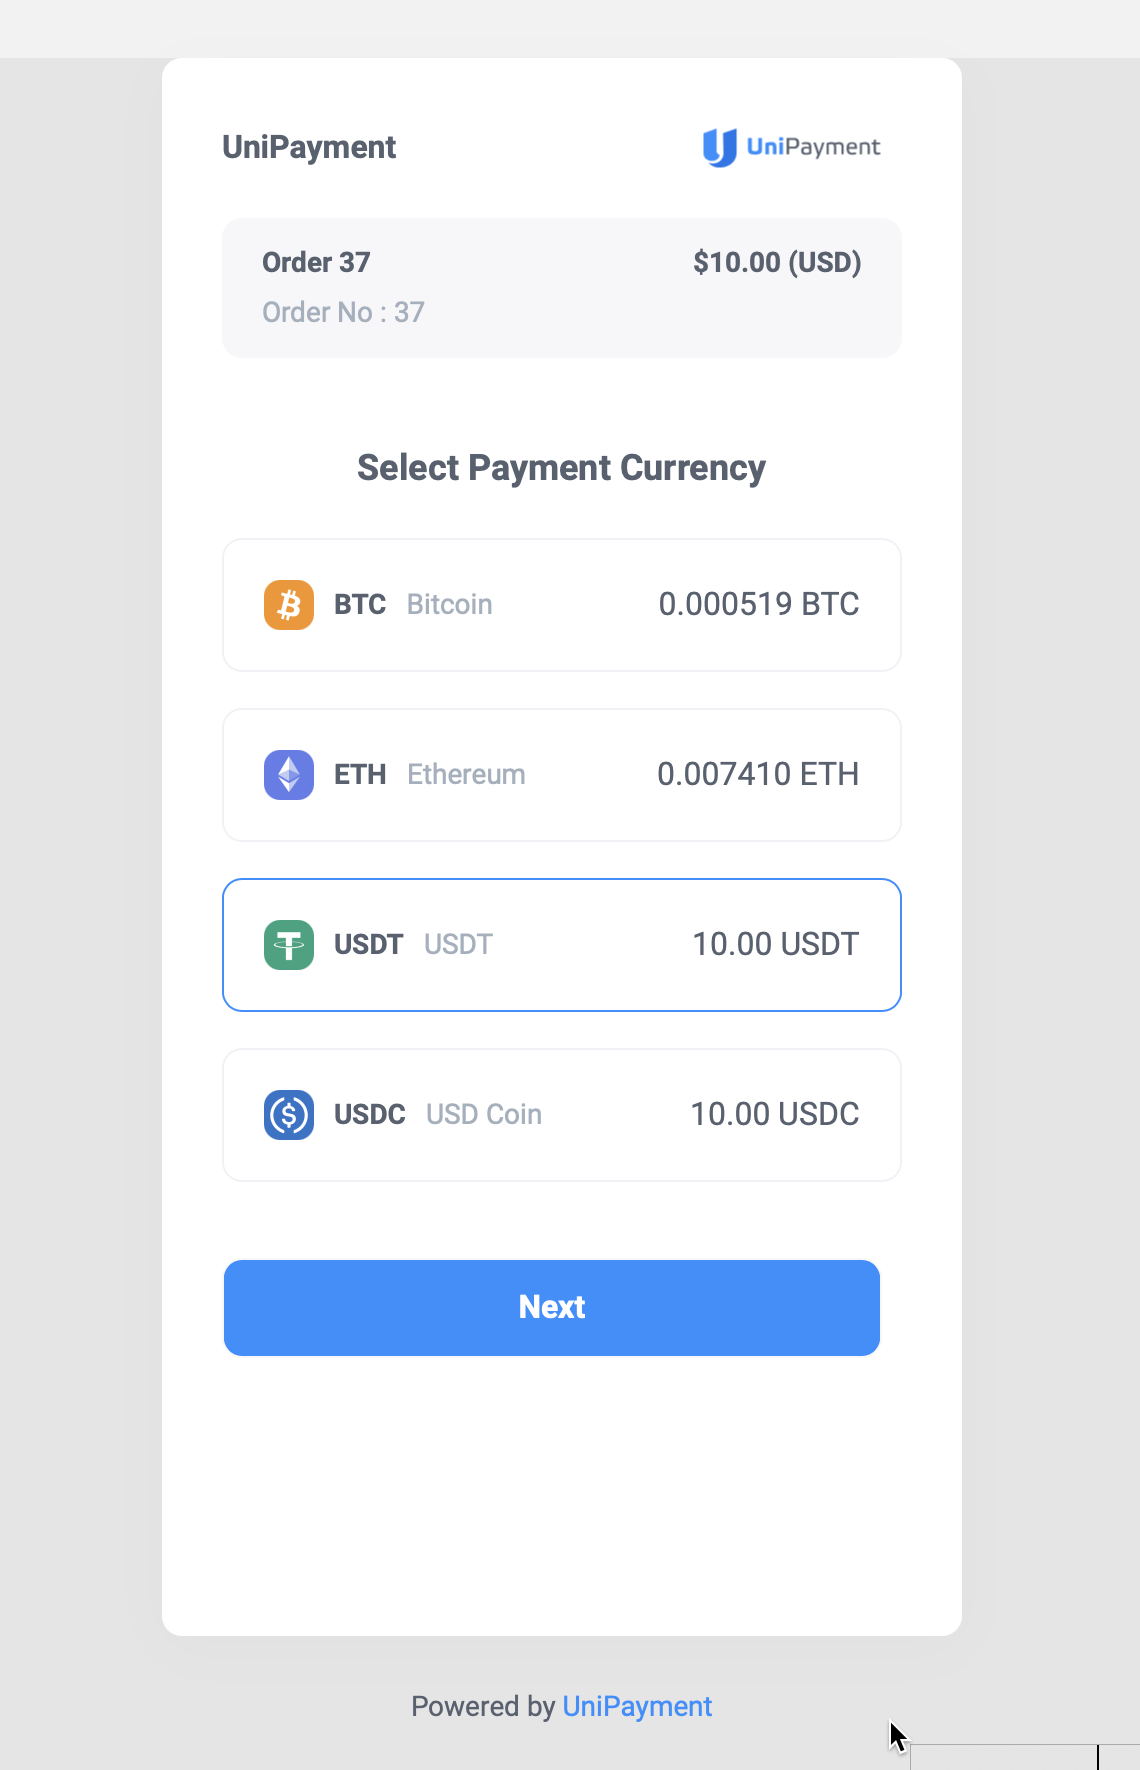 UniPayment UniPayment
Order 37 $10.00 (USD)
Order No : 37
Select Payment Currency
BTC Bitcoin 0.000519 BTC
ETH Ethereum 0.007410 ETH
USDT USDT 10.00 USDT
USDC USD Coin 10.00 USDC
Next
Powered by UniPayment